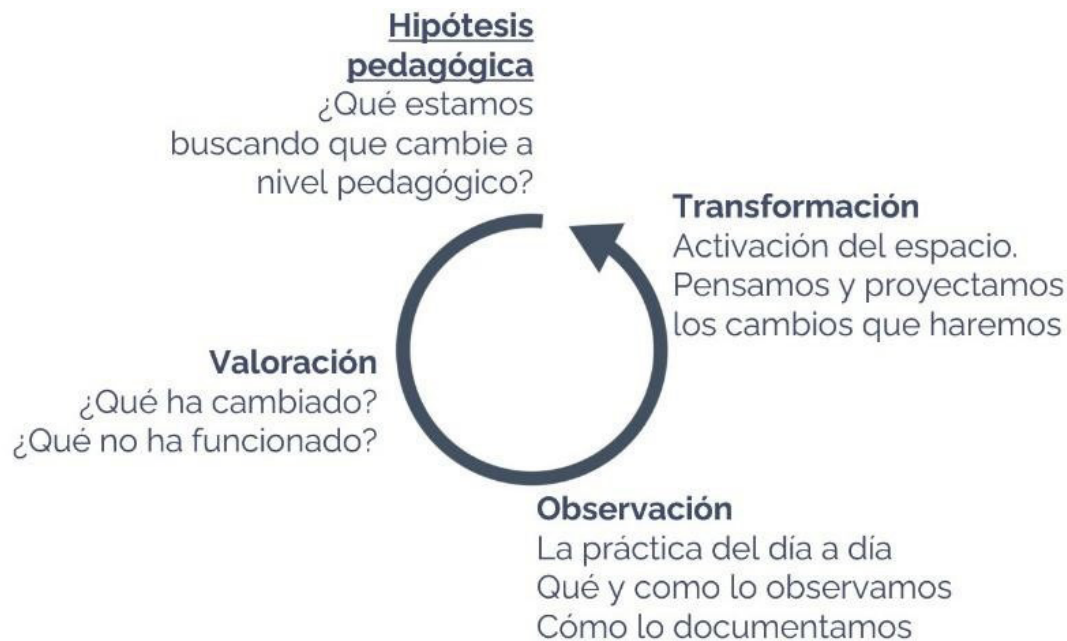 Hipótesis
pedagógica
¿Qué estamos
buscando que cambie a
nivel pedagógico?
Transformación
Activación del espacio.
Pensamos y proyectamos
los cambios que haremos
Valoración
¿Qué ha cambiado?
¿Qué no ha funcionado?
Observación
La práctica del día a día
Qué y como lo observamos
Cómo lo documentamos